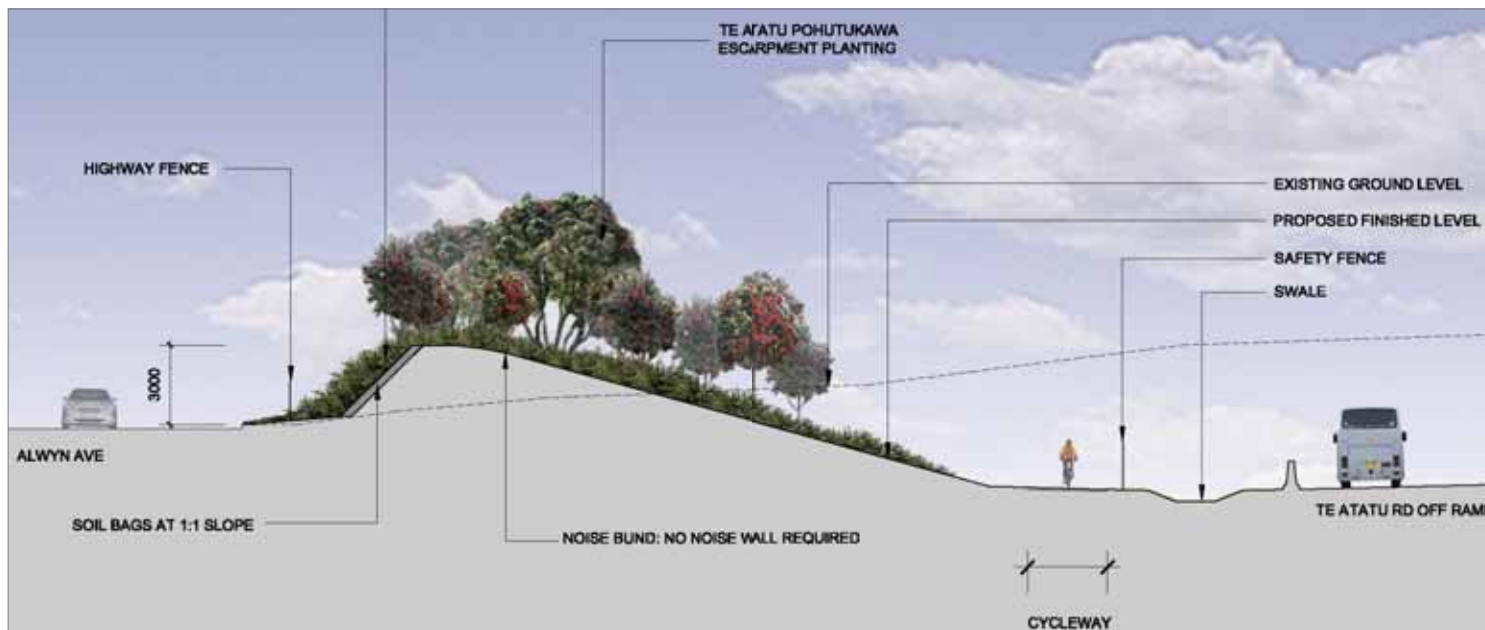 TE ATATU POHUTUKAWA
ESCARPMENT PLANTING
HIGHWAY FENCE
EXISTING GROUND LEVEL
PROPOSED FINISHED LEVEL
SAFETY FENCE
SWALE
3000
ALWYN AVE
SOIL BAGS AT 1:1 SLOPE
NOISE BUND: NO NOISE WALL REQUIRED
TE ATATU RD OFF RAM
CYCLEWAY